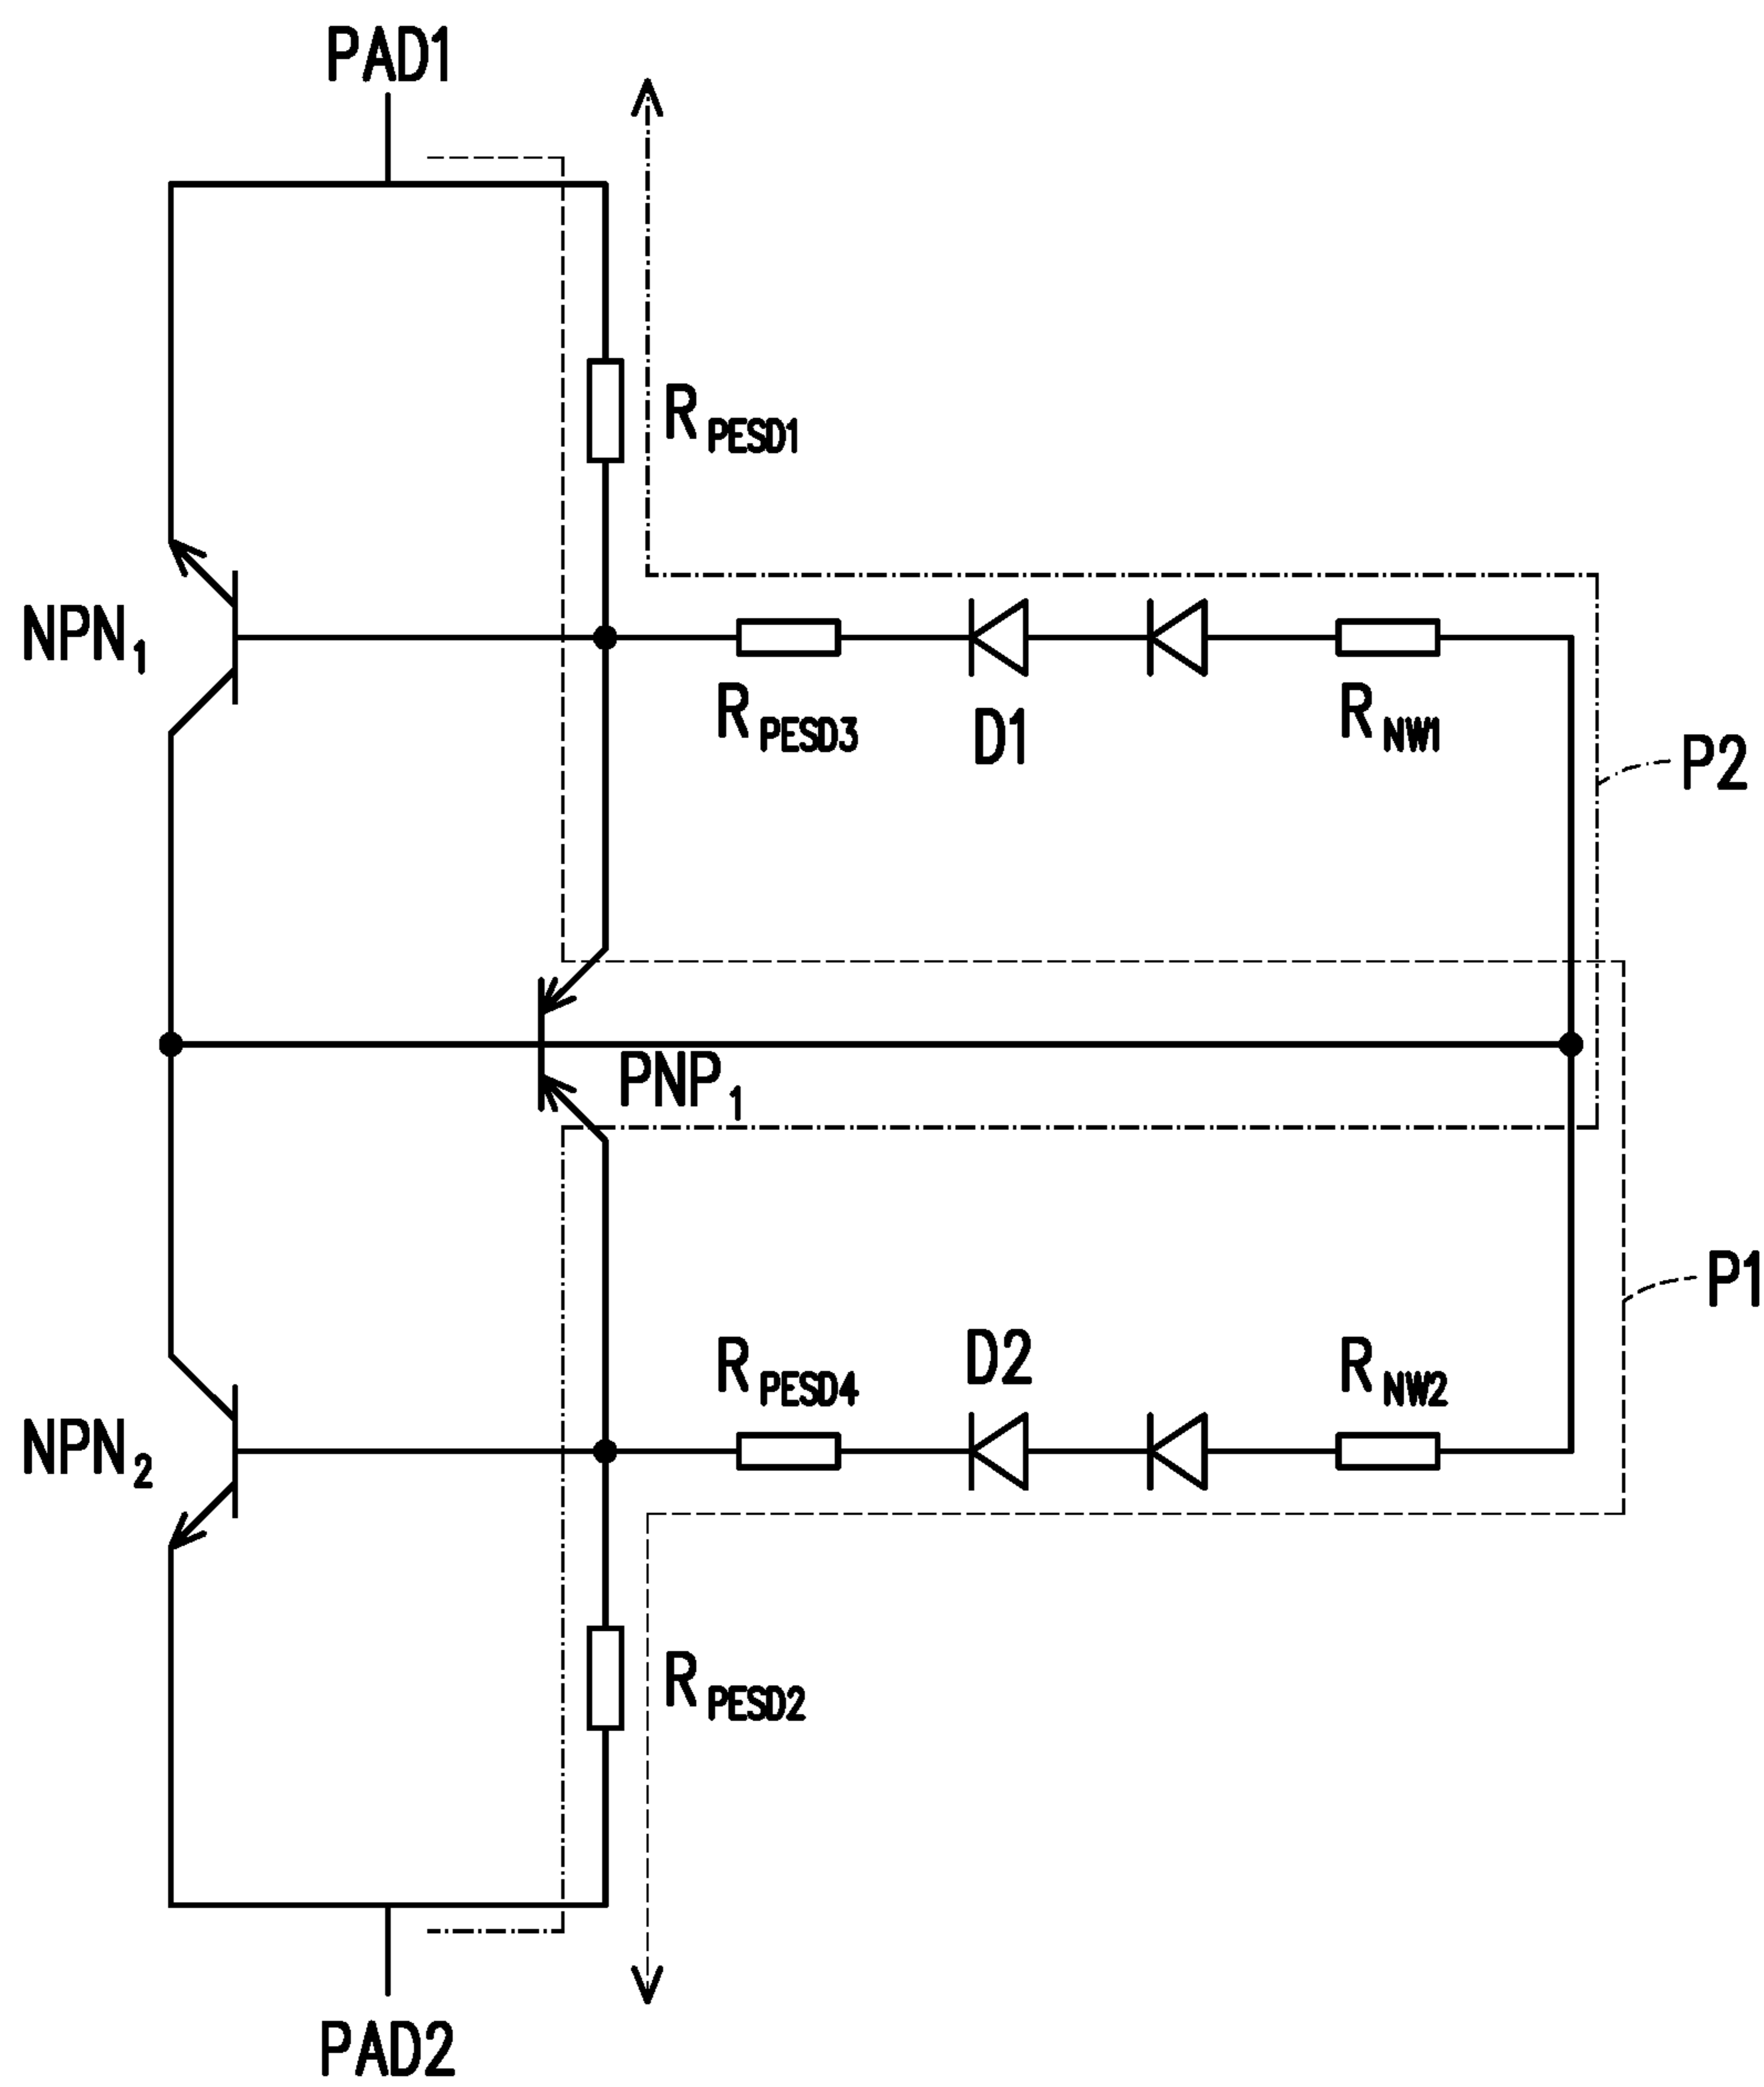 PAD1
RPESD1
NPN1
RPESD3
D1
RNW1
P2
PNP1
P1
RPESD4
D2
RNW2
NPN2
RPESD2
PAD2